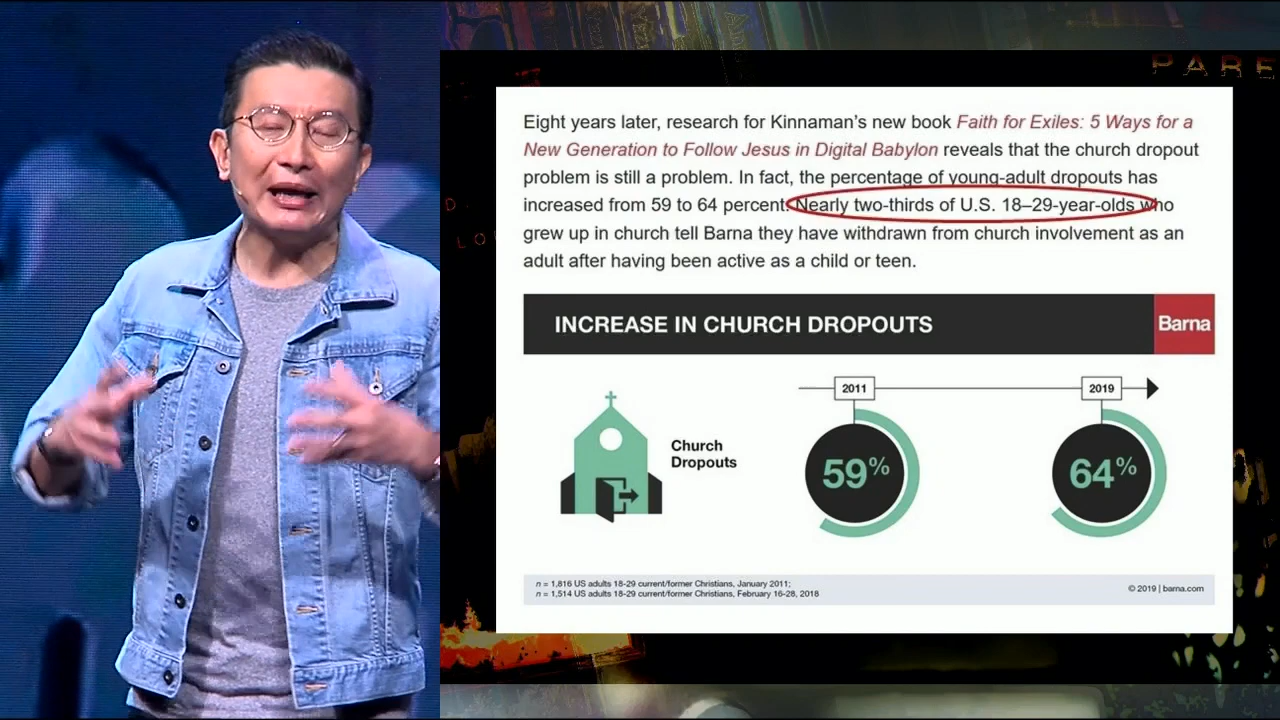 PARE
Eight years later, research for Kinnaman's new book Faith for Exiles: 5 Ways for a
New Generation to Follow Jesus in Digital Babylon reveals that the church dropout
problem is still a problem. In fact, the percentage of young-adult dropouts has
increased from 59 to 64 percent. Nearly two-thirds of U.S. 18–29-year-olds who
grew up in church tell Barna they have withdrawn from church involvement as an
adult after having been active as a child or teen.
INCREASE IN CHURCH DROPOUTS
Barna
2011
2019
Church
Dropouts
59%
64%
n = 1,816 US adults 18-29 current/former Christians, January 2011;
n = 1,514 US adults 18-29 current/former Christians, February 16-28, 2018
© 2019 | barna.com